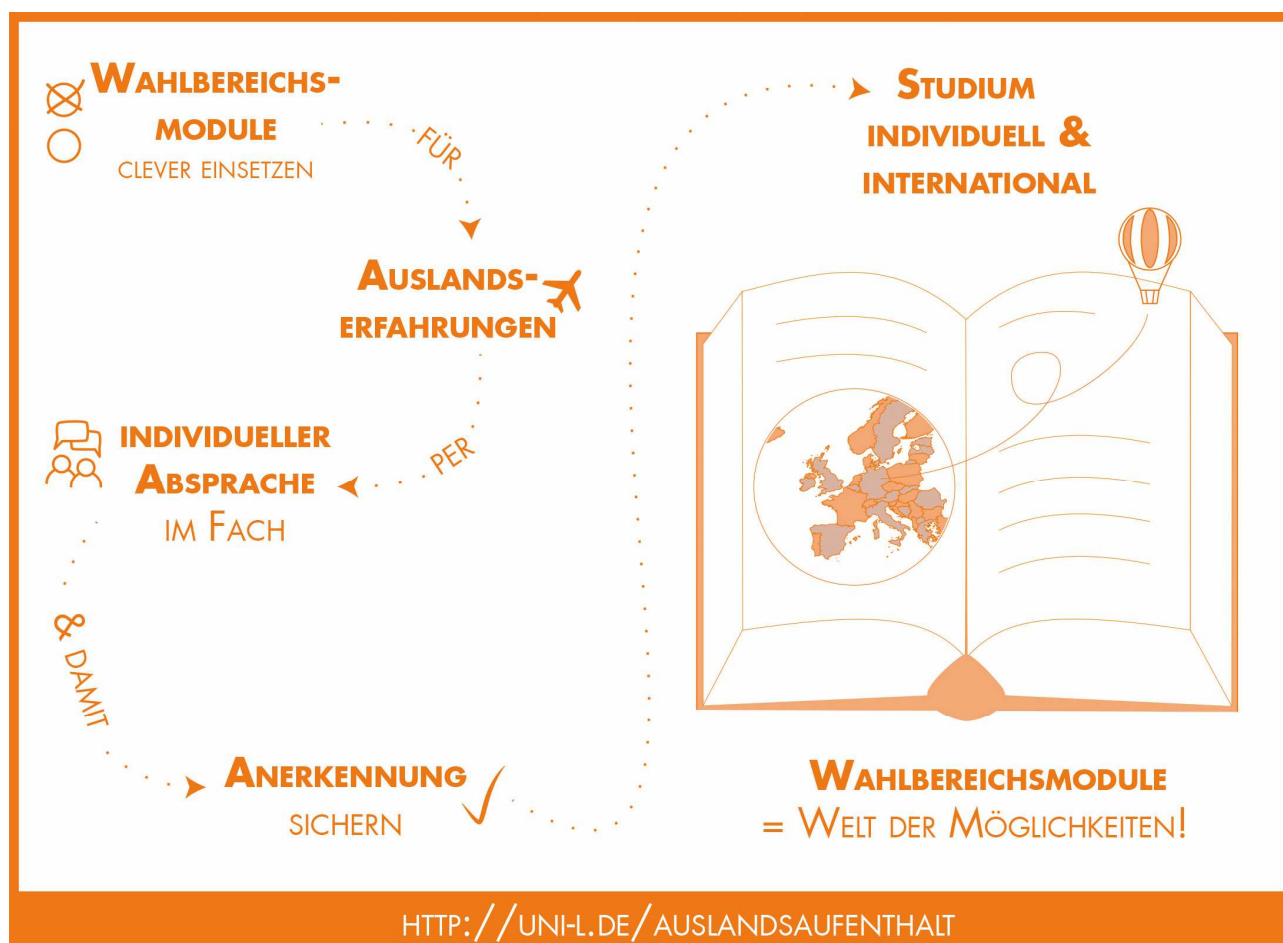 WAHLBEREICHS-
MODULE
CLEVER EINSETZEN
FÜR
AUSLANDS-
ERFAHRUNGEN
PER
INDIVIDUELLER
ABSPRACHE
IM FACH
& DAMIT
ANERKENNUNG
SICHERN
STUDIUM
INDIVIDUELL &
INTERNATIONAL
WAHLBEREICHSMODULE
= WELT DER MÖGLICHKEITEN!
HTTP://UNI-L.DE/AUSLANDSAUFENTHALT